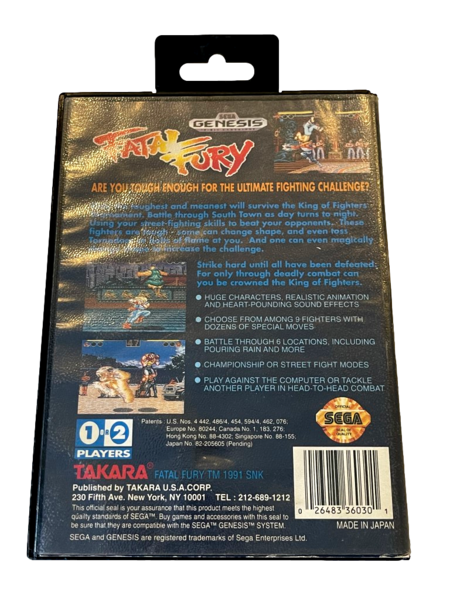 SEGA
GENESIS
FATAL FURY
ARE YOU TOUGH ENOUGH FOR THE ULTIMATE FIGHTING CHALLENGE?
toughest and meanest will survive the King of Fighters
Battle through South Town as day turns to night.
Using your street-fighting skills to beat your opponents. These
fighters are tough - some can change shape, and even toss
of flame at you. And one can even magically
increase the challenge.
Strike hard until all have been defeated;
For only through deadly combat can
you be crowned the King of Fighters.
● HUGE CHARACTERS, REALISTIC ANIMATION
AND HEART-POUNDING SOUND EFFECTS
● CHOOSE FROM AMONG 9 FIGHTERS WITH
DOZENS OF SPECIAL MOVES
● BATTLE THROUGH 6 LOCATIONS, INCLUDING
POURING RAIN AND MORE
● CHAMPIONSHIP OR STREET FIGHT MODES
● PLAY AGAINST THE COMPUTER OR TACKLE
ANOTHER PLAYER IN HEAD-TO-HEAD COMBAT
Patents: U.S. Nos. 4 442, 486/4, 454, 594/4, 462, 076;
Europe No. 80244, Canada No. 1, 183, 276;
Hong Kong No. 88-4302; Singapore No. 88-155,
Japan No. 82-205605 (Pending)
OFFICIAL
SEGA
SEAL OF
QUALITY
1 OR 2
PLAYERS
TAKARA FATAL FURY TM 1991 SNK
Published by TAKARA U.S.A.CORP.
230 Fifth Ave. New York, NY 10001 TEL : 212-689-1212
This official seal is your assurance that this product meets the highest
quality standards of SEGA™. Buy games and accessories with this seal to
be sure that they are compatible with the SEGA™ GENESIS™ SYSTEM.
SEGA and GENESIS are registered trademarks of Sega Enterprises Ltd.
0 26483 36030 1
MADE IN JAPAN